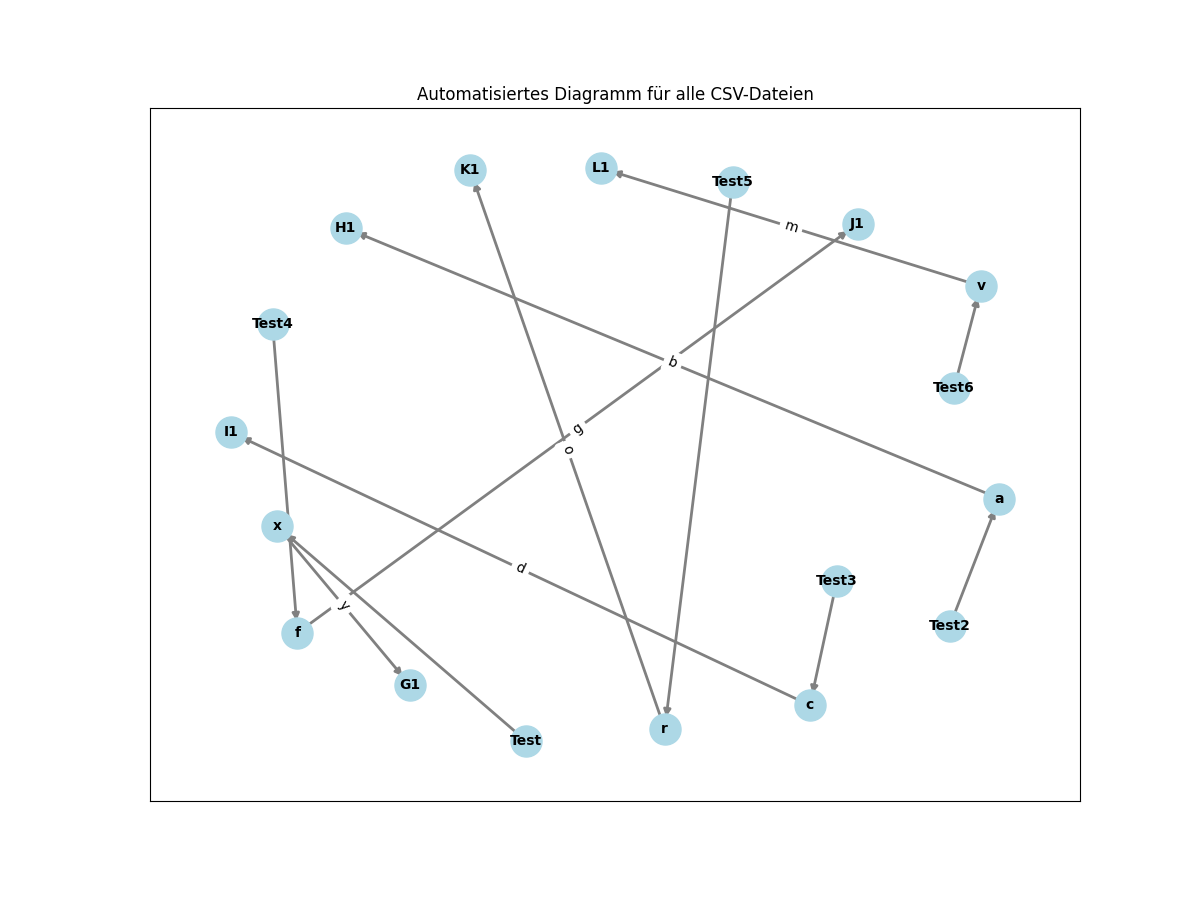 Automatisiertes Diagramm für alle CSV-Dateien
K1
L1
Test5
H1
m
J1
v
Test4
b
Test6
I1
g
o
a
x
d
Test3
y
f
Test2
G1
c
r
Test